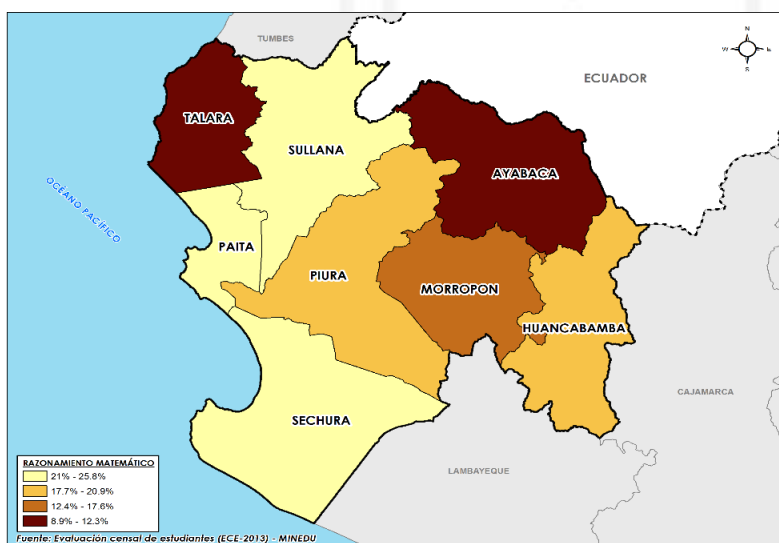 TUMBES
N
W
E
S
ECUADOR
TALARA
SULLANA
AYABACA
OCÉANO PACÍFICO
PAITA
PIURA
MORROPON
HUANCABAMBA
CAJAMARCA
SECHURA
LAMBAYEQUE
RAZONAMIENTO MATEMÁTICO
21% - 25.8%
17.7% - 20.9%
12.4% - 17.6%
8.9% - 12.3%
Fuente: Evaluación censal de estudiantes (ECE-2013) - MINEDU